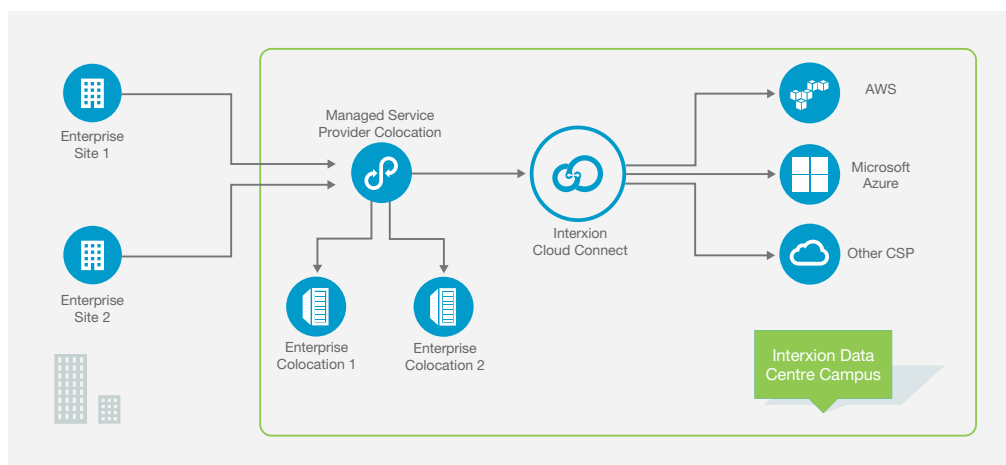 Enterprise
Site 1
Enterprise
Site 2
Managed Service
Provider Colocation
Enterprise
Colocation 1
Enterprise
Colocation 2
Interxion
Cloud Connect
AWS
Microsoft
Azure
Other CSP
Interxion Data
Centre Campus